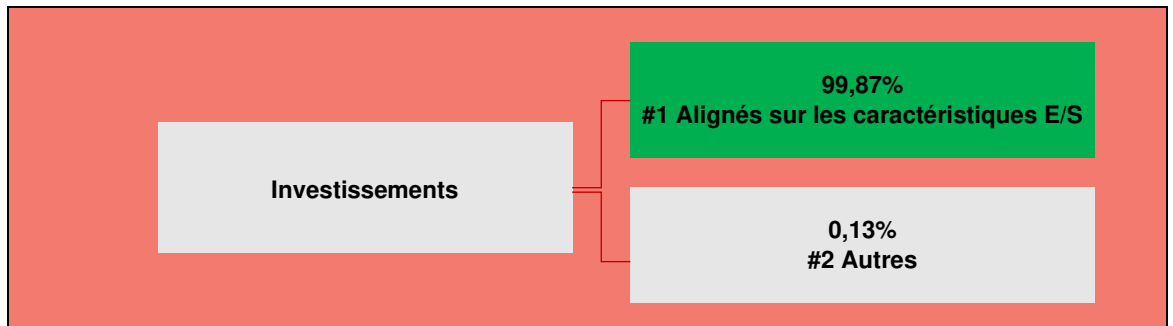 Investissements
99,87%
#1 Alignés sur les caractéristiques E/S
0,13%
#2 Autres